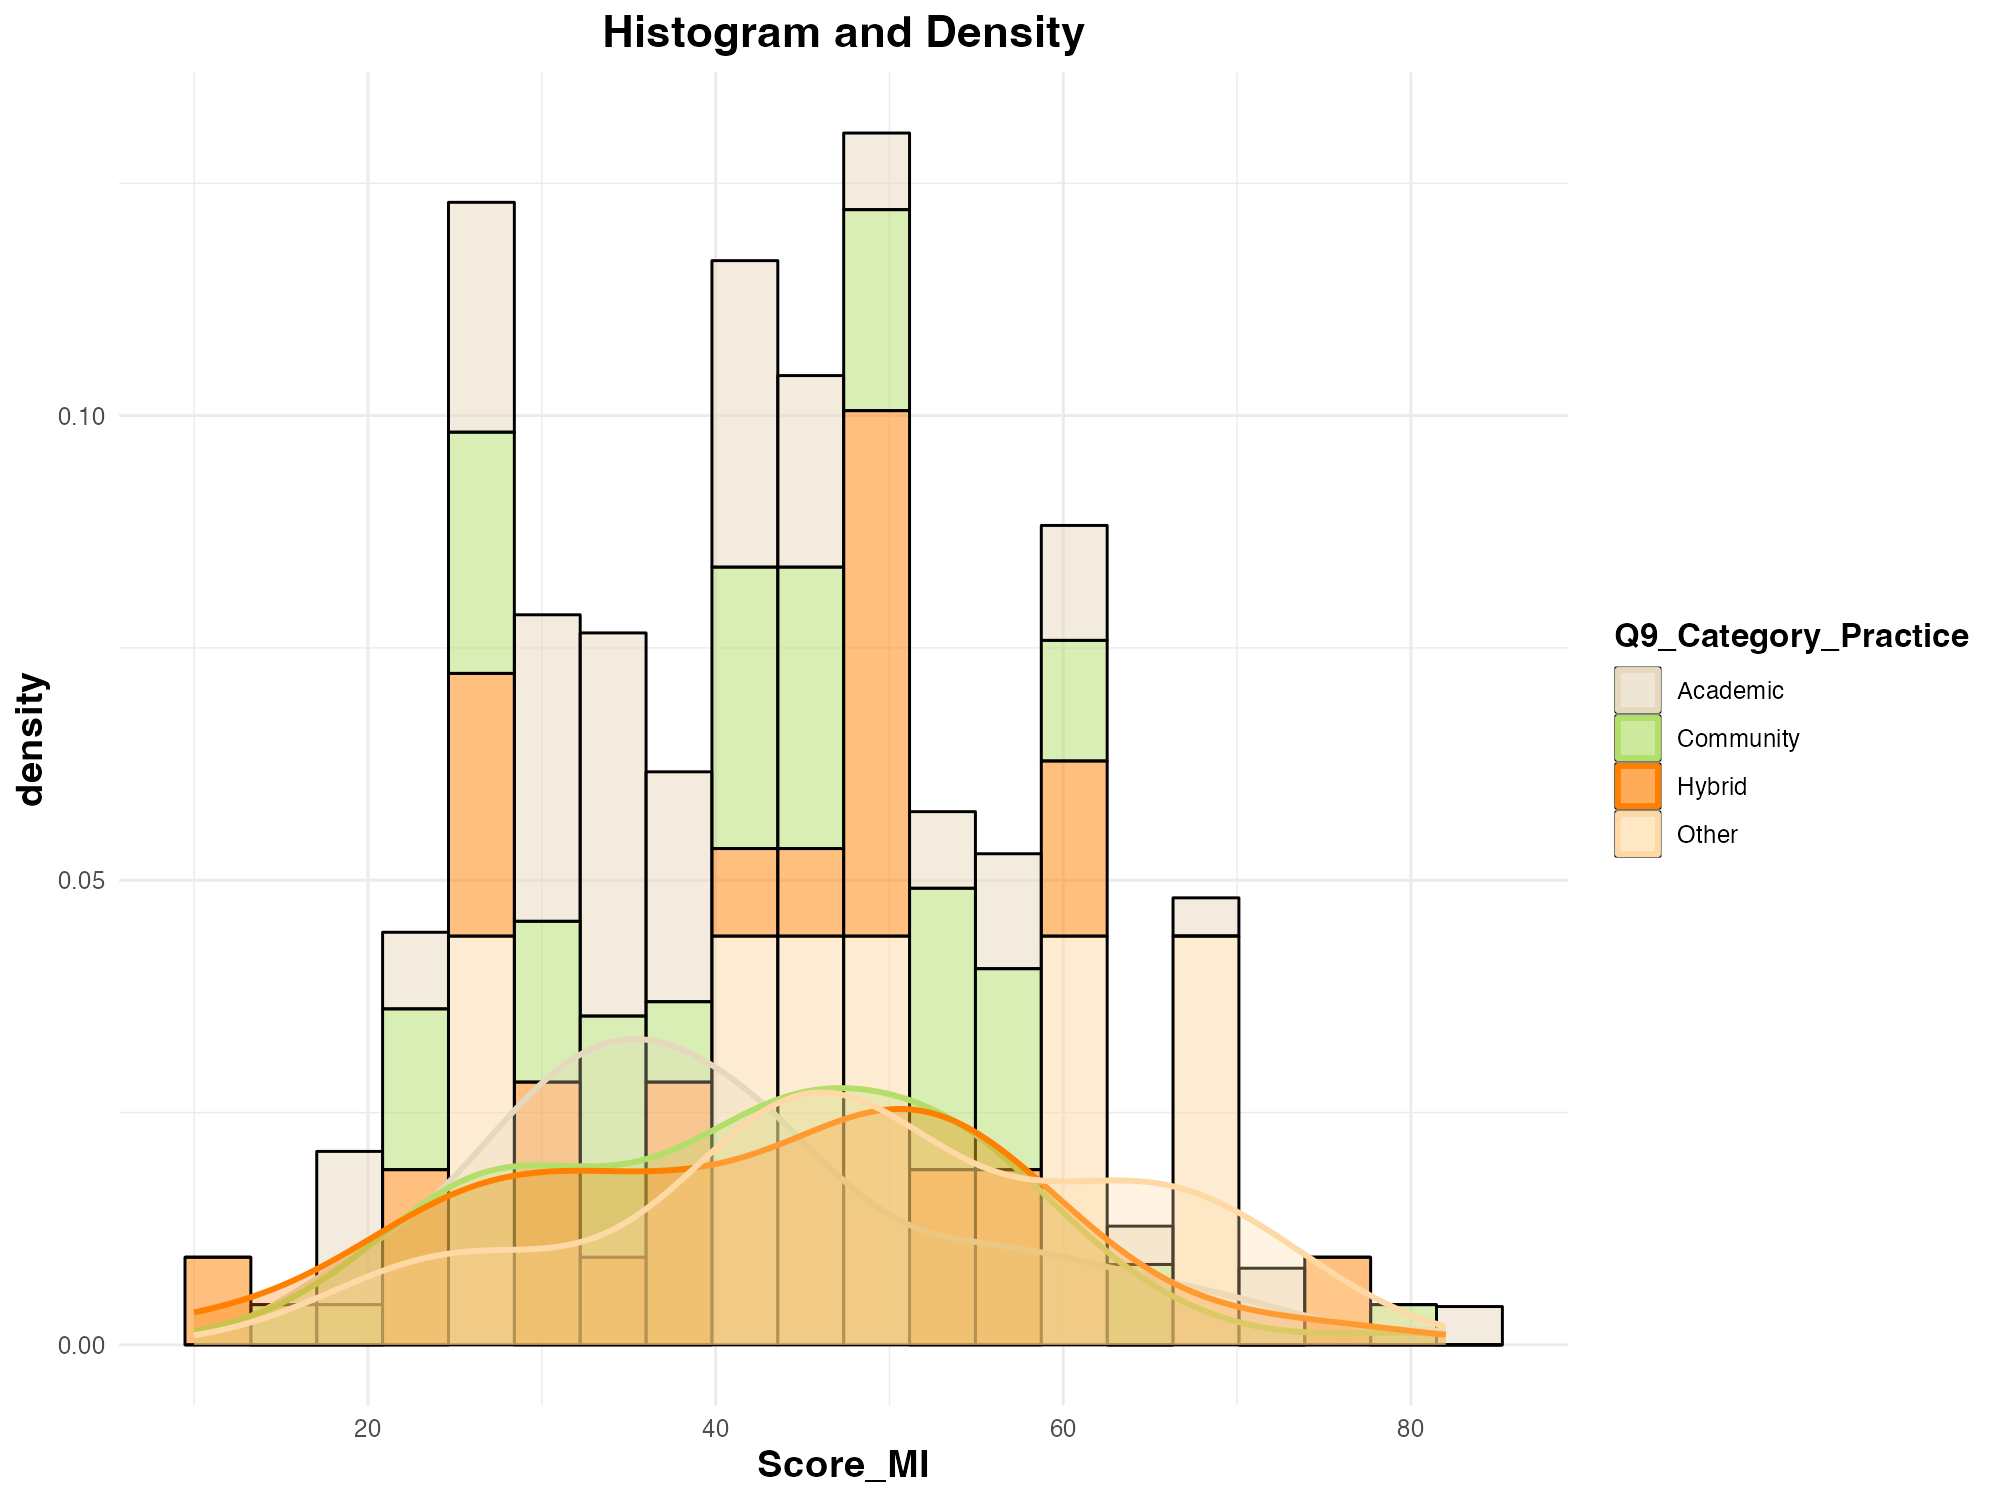 Histogram and Density
density
0.10
0.05
0.00
20 40 60 80
Score_MI
Q9_Category_Practice
Academic
Community
Hybrid
Other